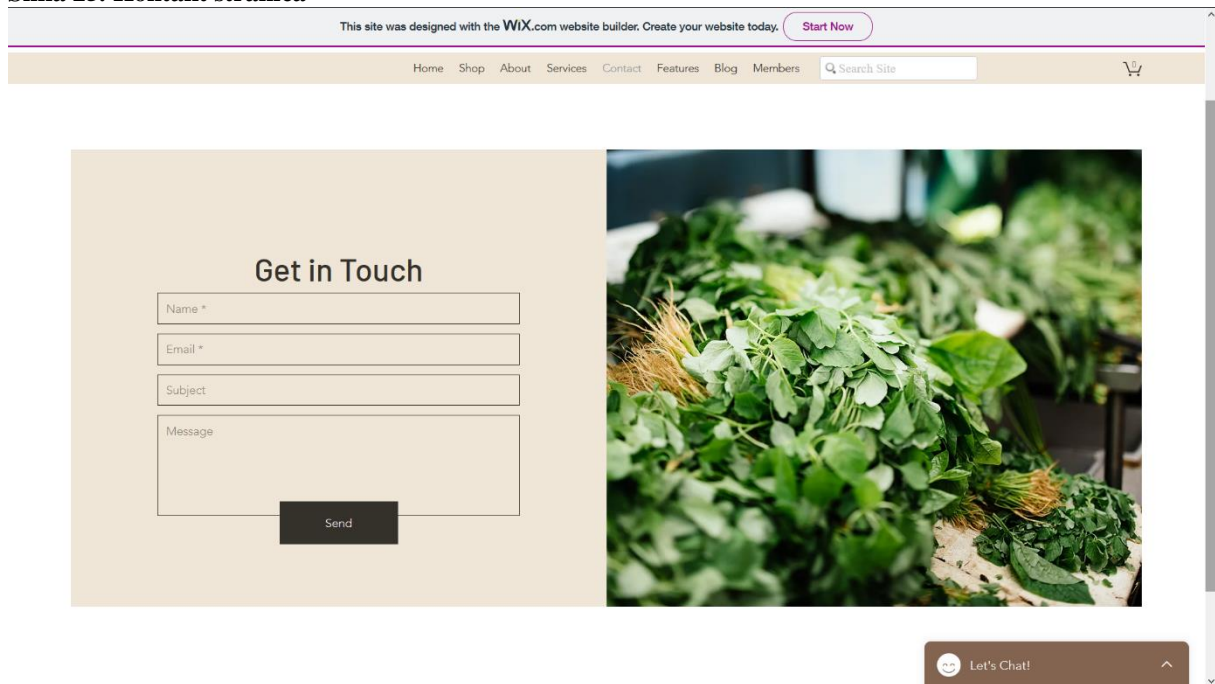 This site was designed with the WiX.com website builder. Create your website today. Start Now
Home Shop About Services Contact Features Blog Members Search Site 0
Get in Touch
Name *
Email *
Subject
Message
Send
Let's Chat!